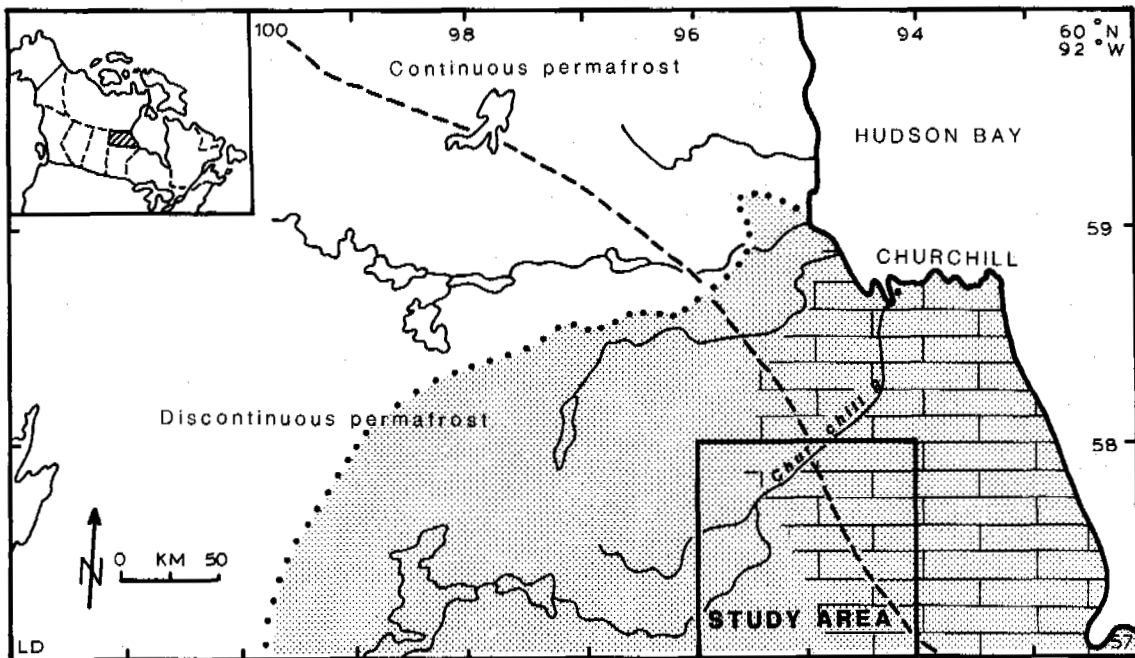 100
98
96
94
60 °N
92 °W
Continuous permafrost
HUDSON BAY
59
CHURCHILL
Discontinuous permafrost
58
Churchill R
N
0 KM 50
STUDY AREA
LD
57